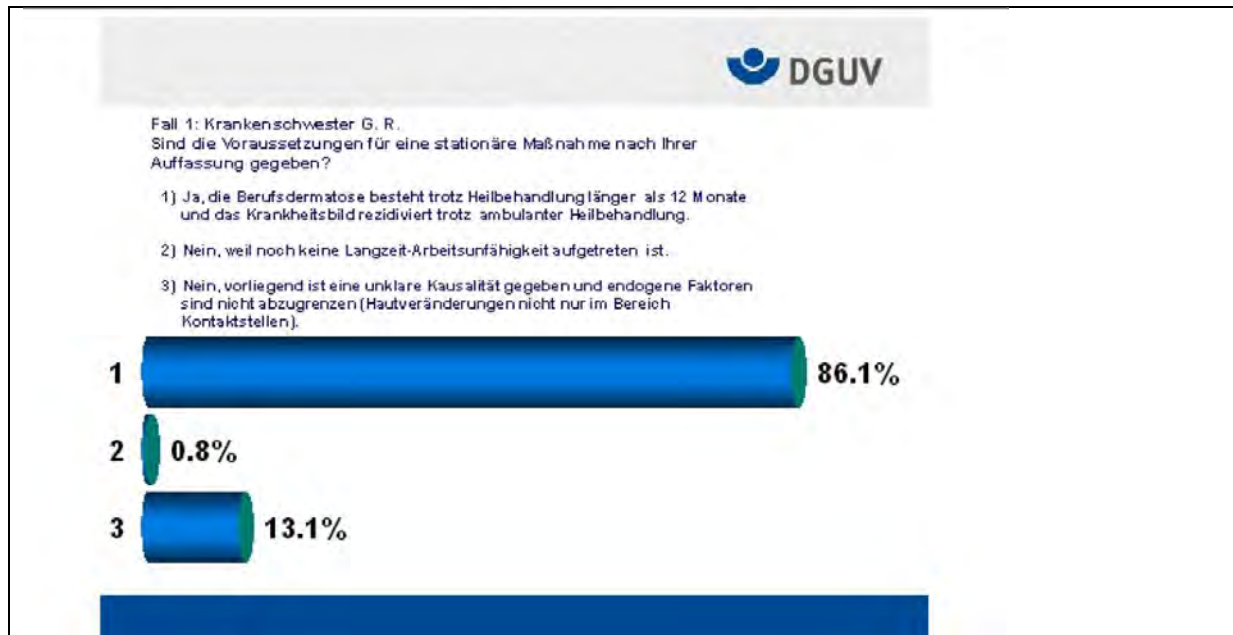 DGUV
Fall 1: Krankenschwester G. R.
Sind die Voraussetzungen für eine stationäre Maßnahme nach Ihrer
Auffassung gegeben?
1) Ja, die Berufsdermatose besteht trotz Heilbehandlung länger als 12 Monate
und das Krankheitsbild rezidiviert trotz ambulanter Heilbehandlung.
2) Nein, weil noch keine Langzeit-Arbeitsunfähigkeit aufgetreten ist.
3) Nein, vorliegend ist eine unklare Kausalität gegeben und endogene Faktoren
sind nicht abzugrenzen (Hautveränderungen nicht nur im Bereich
Kontaktstellen).
1 86.1%
2 0.8%
3 13.1%